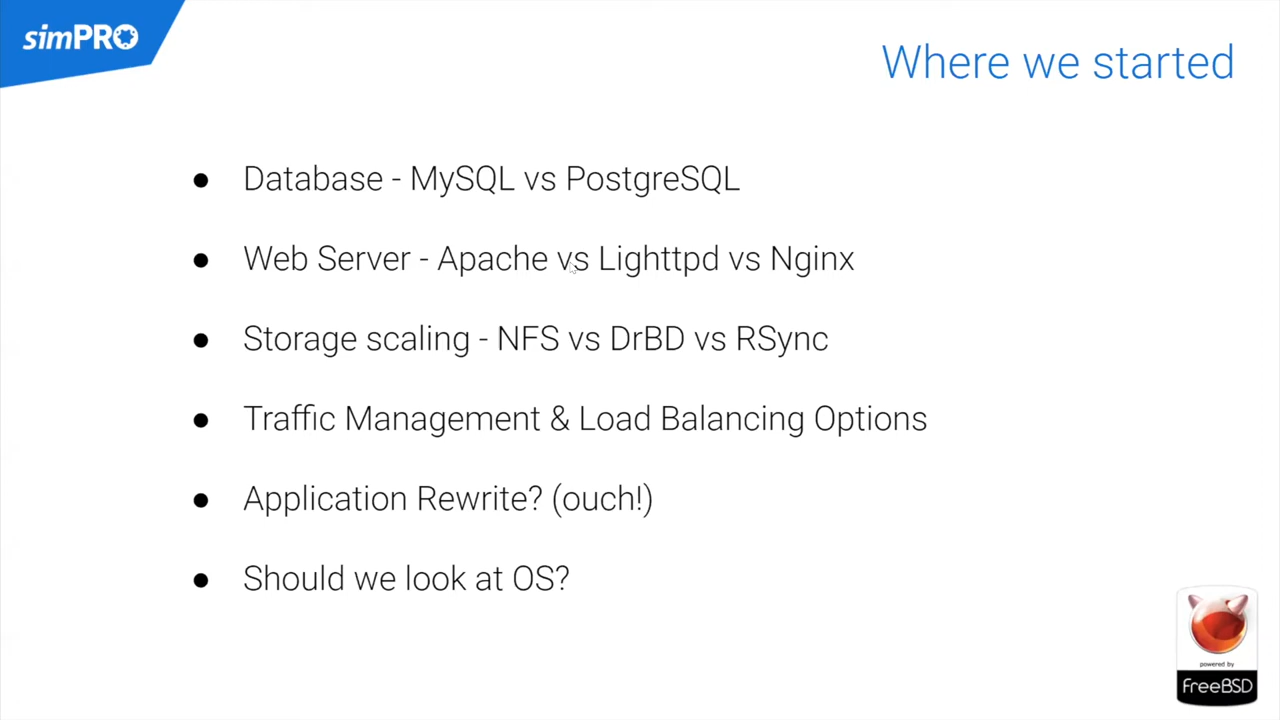 simPRO
Where we started
● Database - MySQL vs PostgreSQL
● Web Server - Apache vs Lighttpd vs Nginx
● Storage scaling - NFS vs DrBD vs RSync
● Traffic Management & Load Balancing Options
● Application Rewrite? (ouch!)
● Should we look at OS?
powered by
FreeBSD